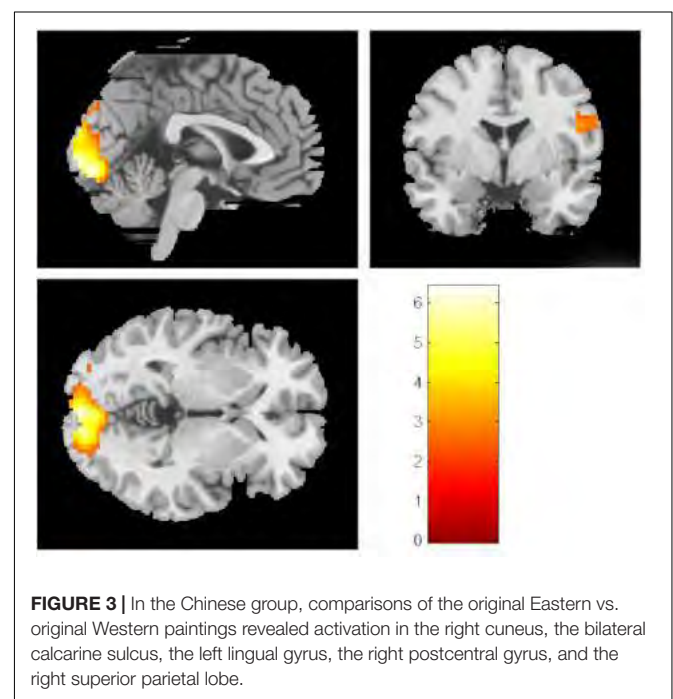 6
5
4
3
2
1
0
FIGURE 3 | In the Chinese group, comparisons of the original Eastern vs.
original Western paintings revealed activation in the right cuneus, the bilateral
calcarine sulcus, the left lingual gyrus, the right postcentral gyrus, and the
right superior parietal lobe.